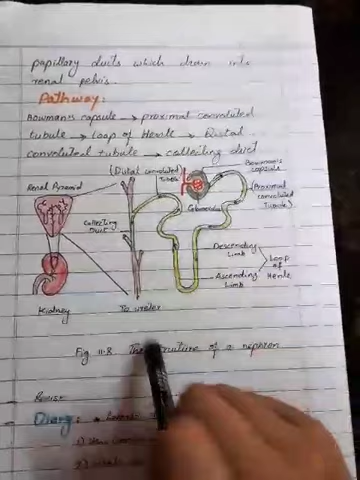 papillary ducts which drain into
renal pelvis.
Pathway:
Bowman's capsule → proximal convoluted
tubule → Loop of Henle → Distal
convoluted tubule → collecting duct
(Distal convoluted
Tubule)
Bowman's
capsule
Renal Pyramid
(Proximal
convoluted
Tubule)
Glomerulus
Collecting
Duct
Descending
Limb
Loop
of
Henle
Ascending
Limb
Kidney
To ureter
Fig 11.8 The structure of a nephron
Diary: